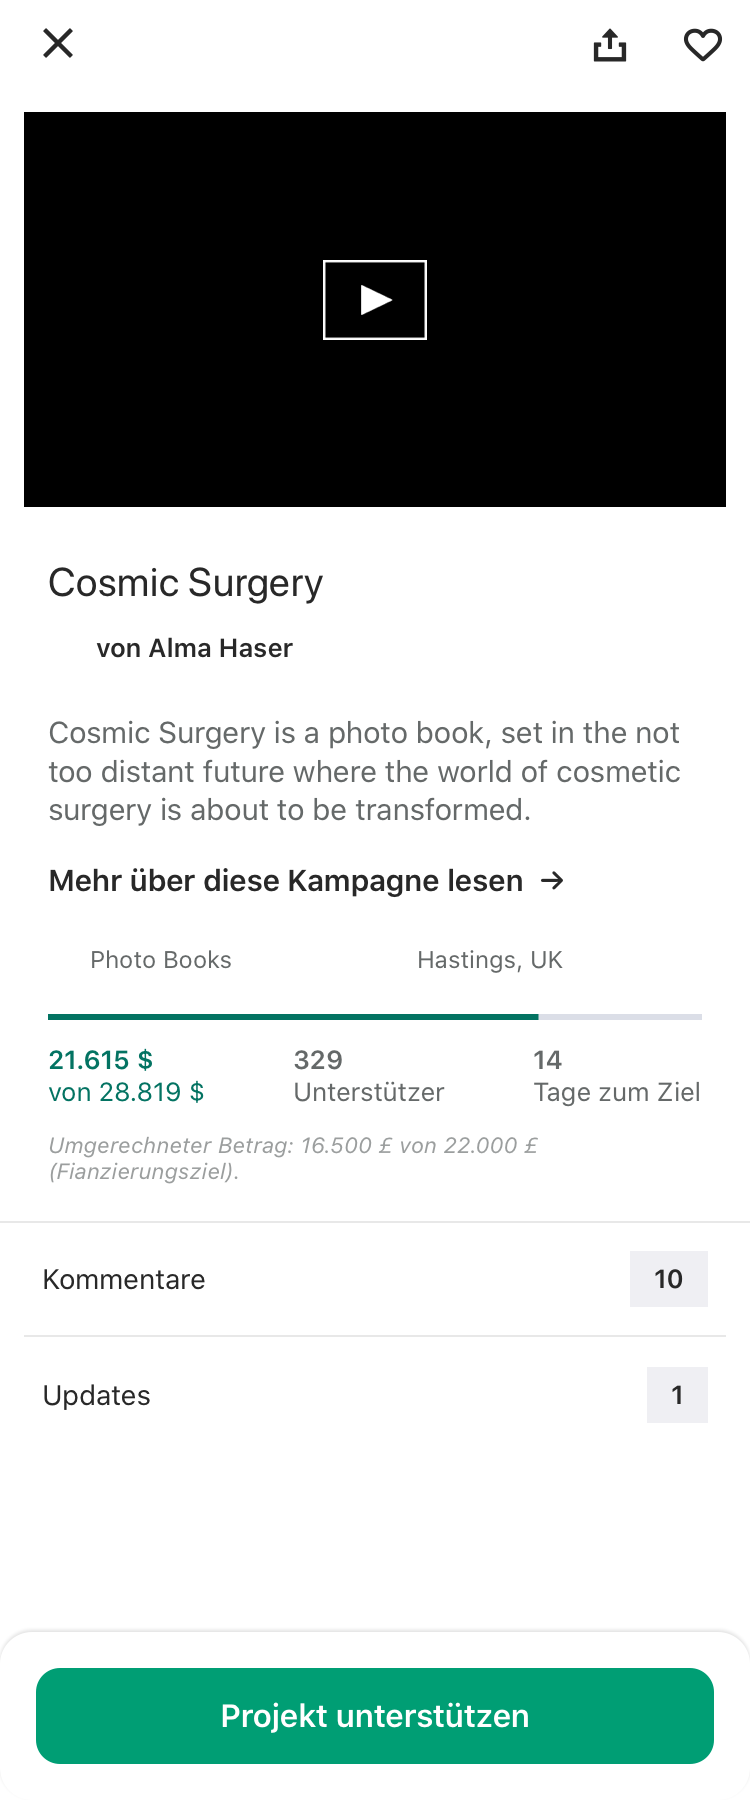 Cosmic Surgery
von Alma Haser
Cosmic Surgery is a photo book, set in the not
too distant future where the world of cosmetic
surgery is about to be transformed.
Mehr über diese Kampagne lesen →
Photo Books
Hastings, UK
21.615 $
von 28.819 $
329
Unterstützer
14
Tage zum Ziel
Umgerechneter Betrag: 16.500 £ von 22.000 £
(Fianzierungsziel).
Kommentare
10
Updates
1
Projekt unterstützen